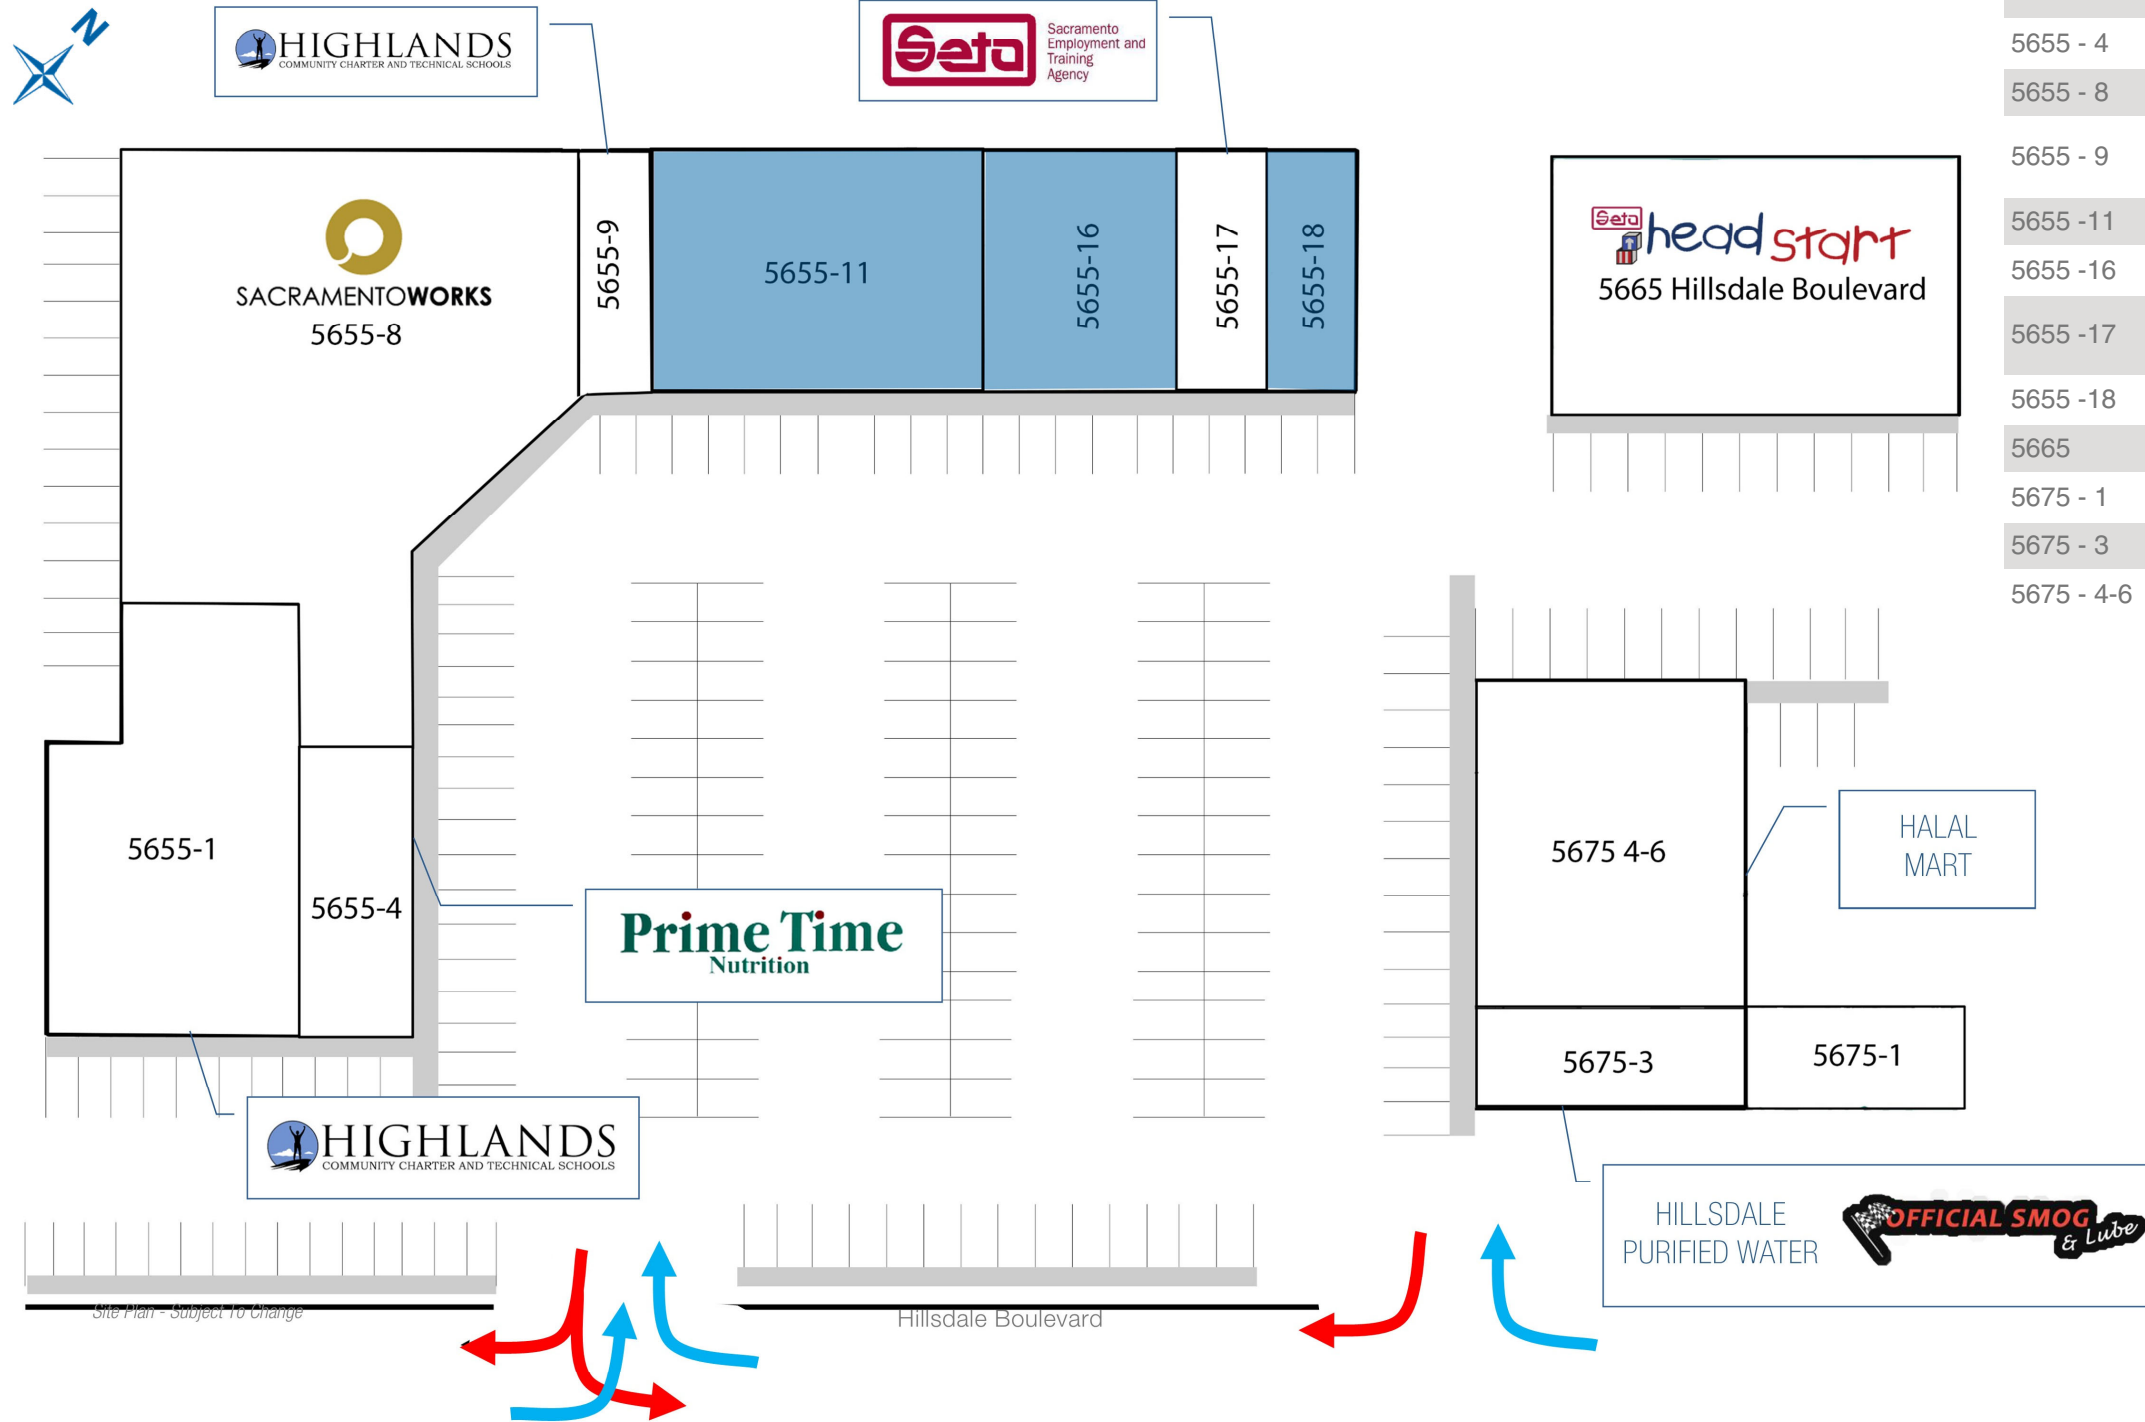 N
HIGHLANDS
COMMUNITY CHARTER AND TECHNICAL SCHOOLS
Seta
Sacramento
Employment and
Training
Agency
SACRAMENTOWORKS
5655-8
5655-9
5655-11
5655-16
5655-17
5655-18
Seta
head start
5665 Hillsdale Boulevard
5655 - 4
5655 - 8
5655 - 9
5655 -11
5655 -16
5655 -17
5655 -18
5665
5675 - 1
5675 - 3
5675 - 4-6
5655-1
5655-4
Prime Time
Nutrition
5675 4-6
HALAL
MART
5675-3
5675-1
HIGHLANDS
COMMUNITY CHARTER AND TECHNICAL SCHOOLS
HILLSDALE
PURIFIED WATER
OFFICIAL SMOG
& Lube
Site Plan - Subject To Change
Hillsdale Boulevard